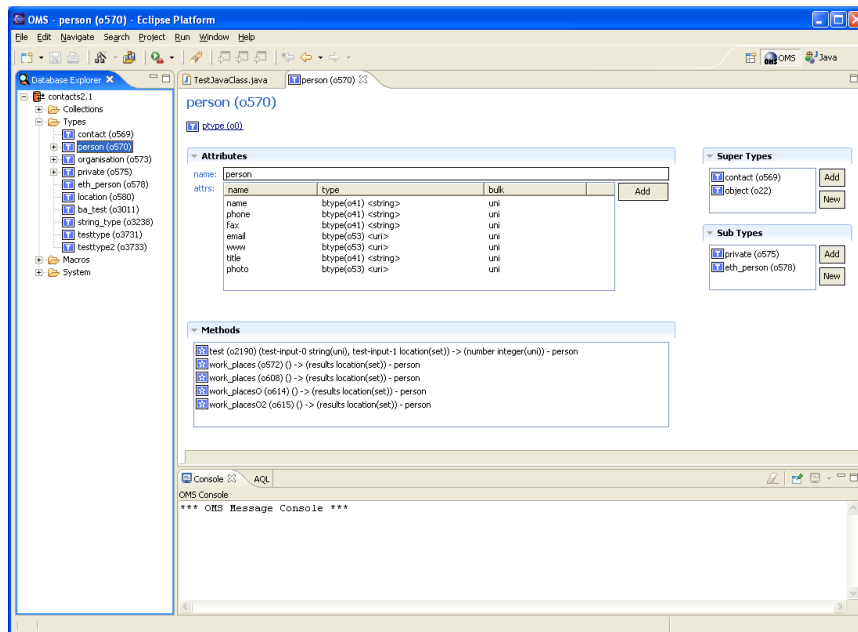 OMS - person (o570) - Eclipse Platform
File Edit Navigate Search Project Run Window Help
OMS Java
Database Explorer
TestJavaClass.java person (o570)
contacts2.1
Collections
Types
contact (o569)
person (o570)
organisation (o573)
private (o575)
eth_person (o578)
location (o580)
ba_test (o3011)
string_type (o3238)
testtype (o3731)
testtype2 (o3733)
Macros
System
person (o570)
ptype (o0)
Attributes
name: person
attrs: name type bulk
name btype(o41) <string> uni
phone btype(o41) <string> uni
fax btype(o41) <string> uni
email btype(o53) <uri> uni
www btype(o53) <uri> uni
title btype(o41) <string> uni
photo btype(o53) <uri> uni
Add
Super Types
contact (o569)
object (o22)
Add
New
Sub Types
private (o575)
eth_person (o578)
Add
New
Methods
test (o2190) (test-input-0 string(uni), test-input-1 location(set)) -> (number integer(uni)) - person
work_places (o572) () -> (results location(set)) - person
work_places (o608) () -> (results location(set)) - person
work_placesO (o614) () -> (results location(set)) - person
work_placesO2 (o615) () -> (results location(set)) - person
Console AQL
OMS Console
*** OMS Message Console ***